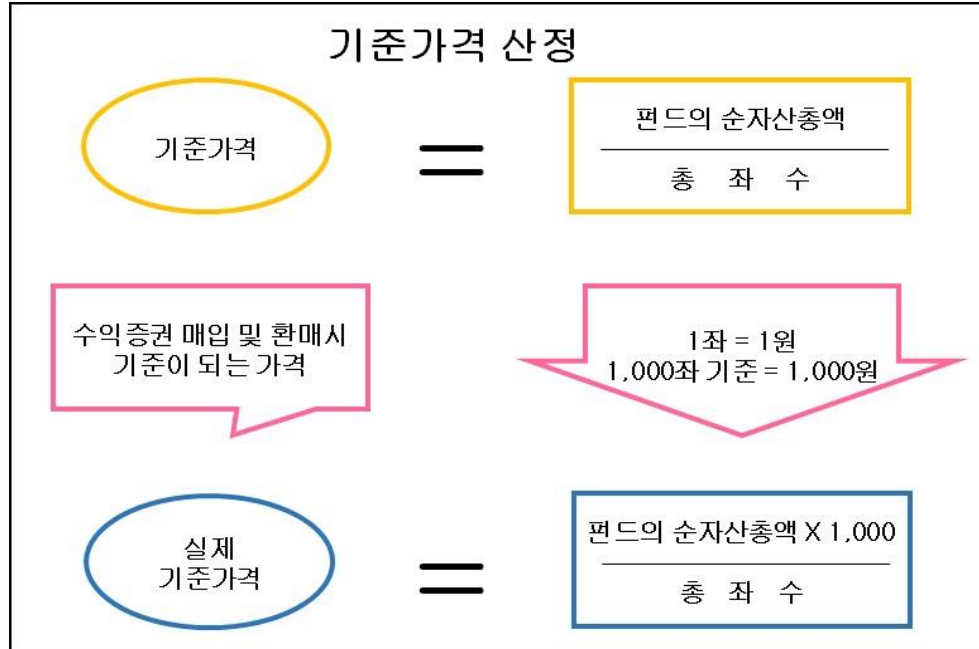 기준가격 산정
기준가격
=
펀드의 순자산총액
총 좌 수
수익증권 매입 및 환매시
기준이 되는 가격
1좌 = 1원
1,000좌 기준 = 1,000원
실제
기준가격
=
펀드의 순자산총액 X 1,000
총 좌 수